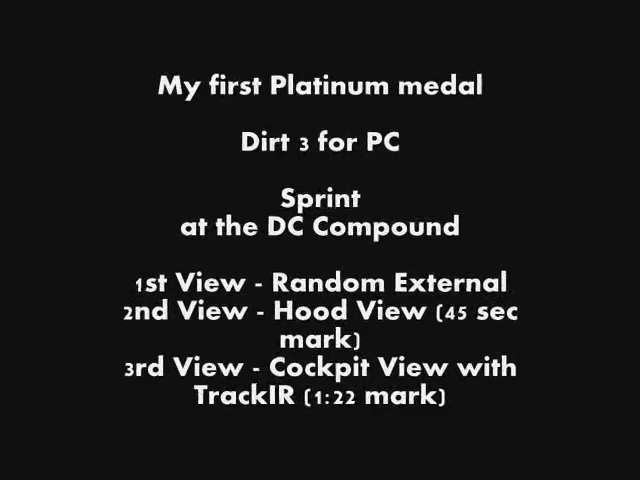 My first Platinum medal
Dirt 3 for PC
Sprint
at the DC Compound
1st View - Random External
2nd View - Hood View (45 sec
mark)
3rd View - Cockpit View with
TrackIR (1:22 mark)